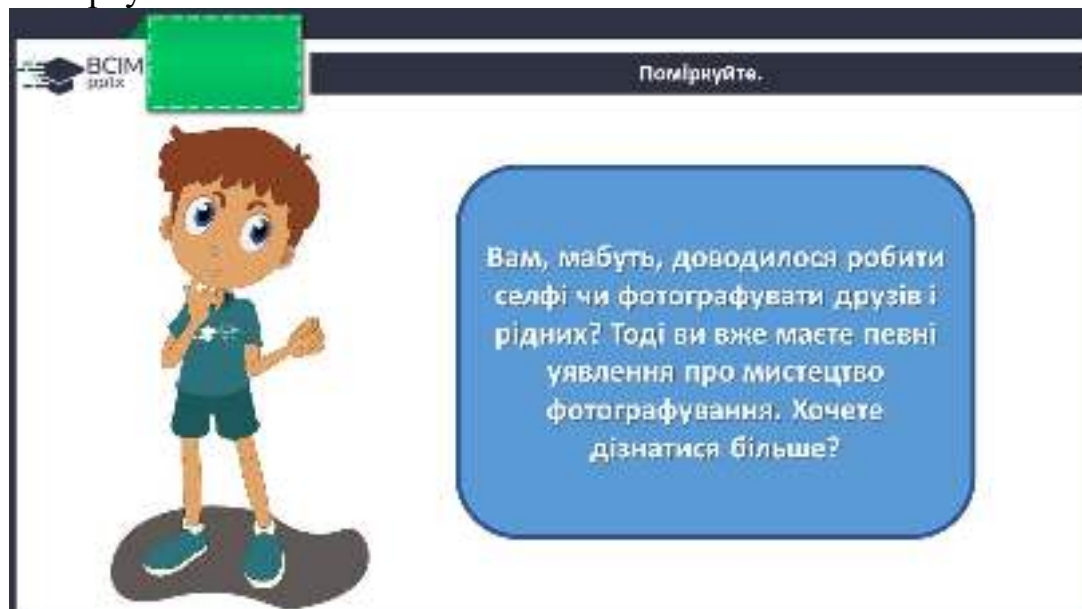 ВСІМ
pptx
Поміркуйте.
Вам, мабуть, доводилося робити
селфі чи фотографувати друзів і
рідних? Тоді ви вже маєте певні
уявлення про мистецтво
фотографування. Хочете
дізнатися більше?